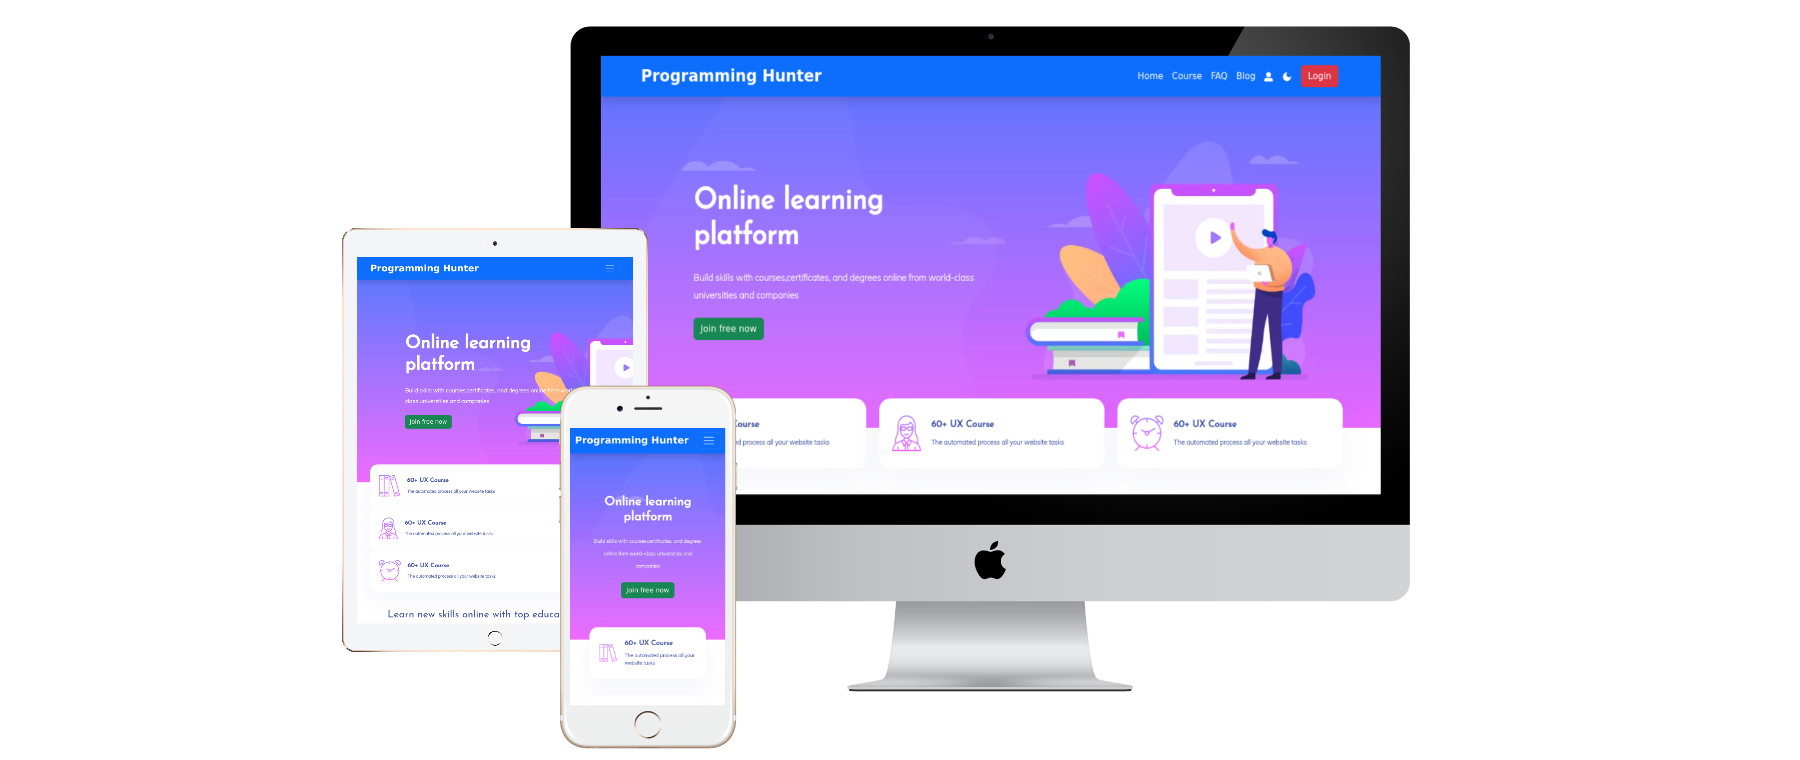 Programming Hunter
Home Course FAQ Blog Login
Online learning
platform
Build skills with courses,certificates, and degrees online from world-class
universities and companies
Join free now
Course
The automated process all your website tasks
60+ UX Course
The automated process all your website tasks
60+ UX Course
The automated process all your website tasks
Programming Hunter
Online learning
platform
Build skills with courses,certificates, and degrees online from world-
class universities and companies
Join free now
60+ UX Course
The automated process all your website tasks
60+ UX Course
The automated process all your website tasks
60+ UX Course
The automated process all your website tasks
Learn new skills online with top educa
Programming Hunter
Online learning
platform
Build skills with courses,certificates, and degrees
online from world-class universities and
companies
Join free now
60+ UX Course
The automated process all your
website tasks